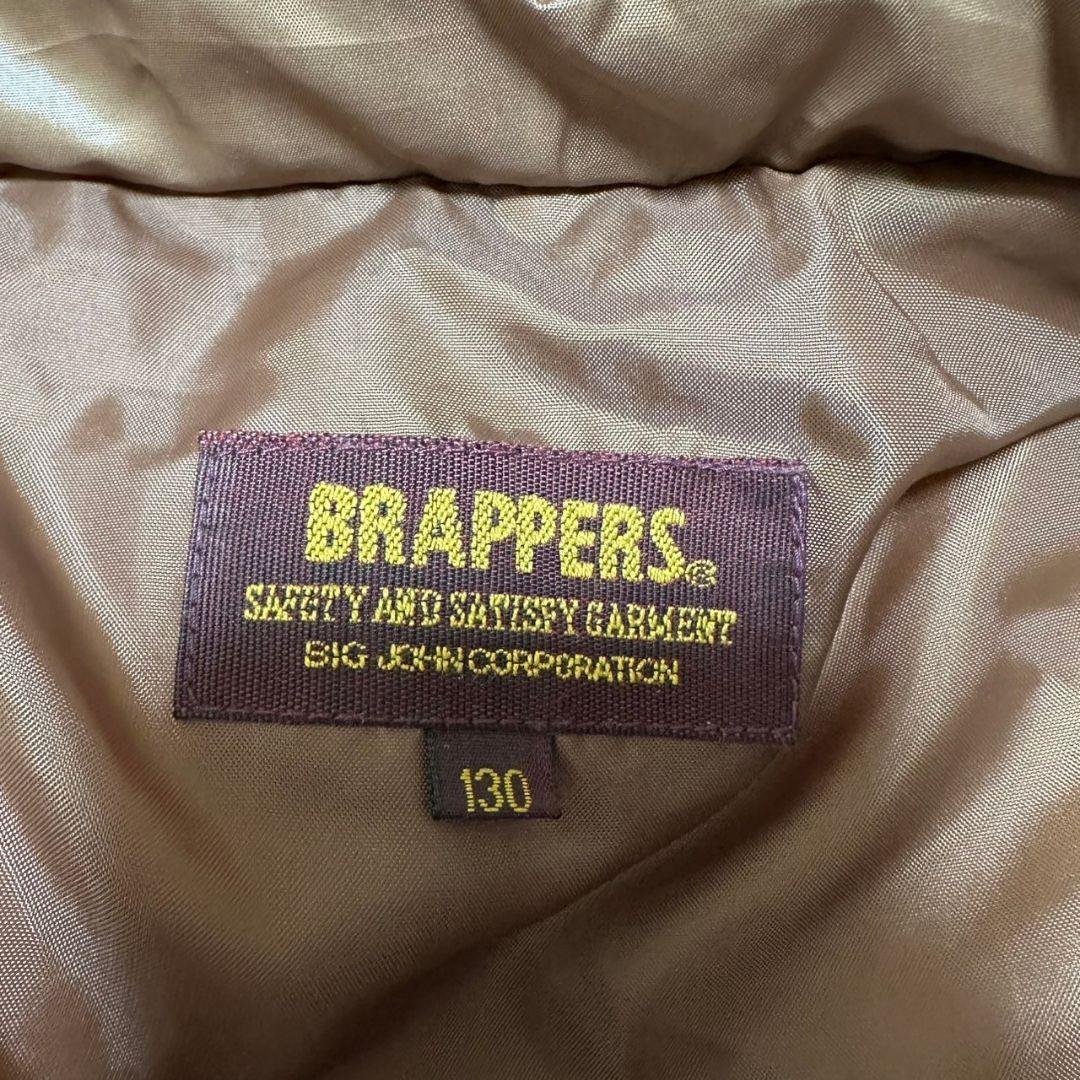 BRAPPERS®
SAFETY AND SATISFY GARMENT
BIG JOHN CORPORATION
130